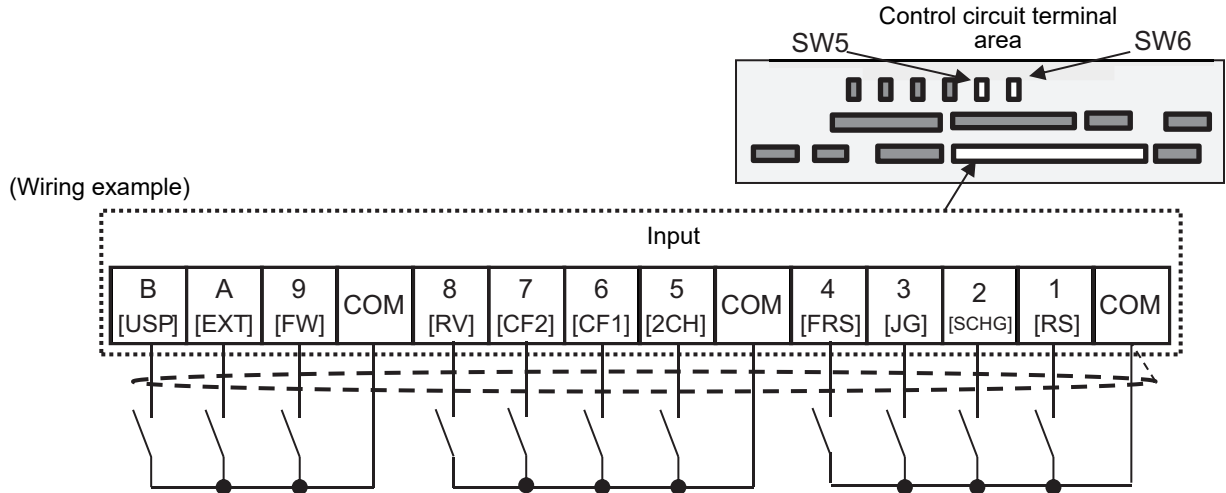 Control circuit terminal
area
SW5
SW6
(Wiring example)
Input
B A 9 COM 8 7 6 5 COM 4 3 2 1 COM
[USP] [EXT] [FW] [RV] [CF2] [CF1] [2CH] [FRS] [JG] [SCHG] [RS]